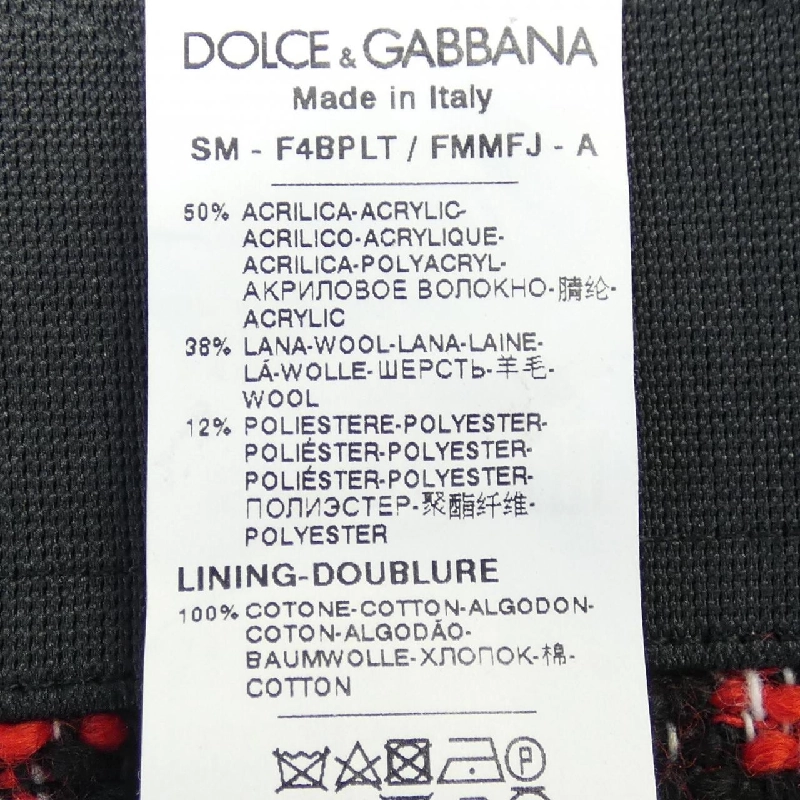 DOLCE & GABBANA
Made in Italy
SM - F4BPLT / FMMFJ - A
50% ACRILICA-ACRYLIC-
ACRILICO-ACRYLIQUE-
ACRILICA-POLYACRYL-
АКРИЛОВОЕ ВОЛОКНО-腈纶-
ACRYLIC
38% LANA-WOOL-LANA-LAINE-
LÃ-WOLLE-ШЕРСТЬ-羊毛-
WOOL
12% POLIESTERE-POLYESTER-
POLIÉSTER-POLYESTER-
POLIÉSTER-POLYESTER-
ПОЛИЭСТЕР-聚酯纤维-
POLYESTER
LINING-DOUBLURE
100% COTONE-COTTON-ALGODON-
COTON-ALGODÃO-
BAUMWOLLE-ХЛОПОК-棉-
COTTON
P